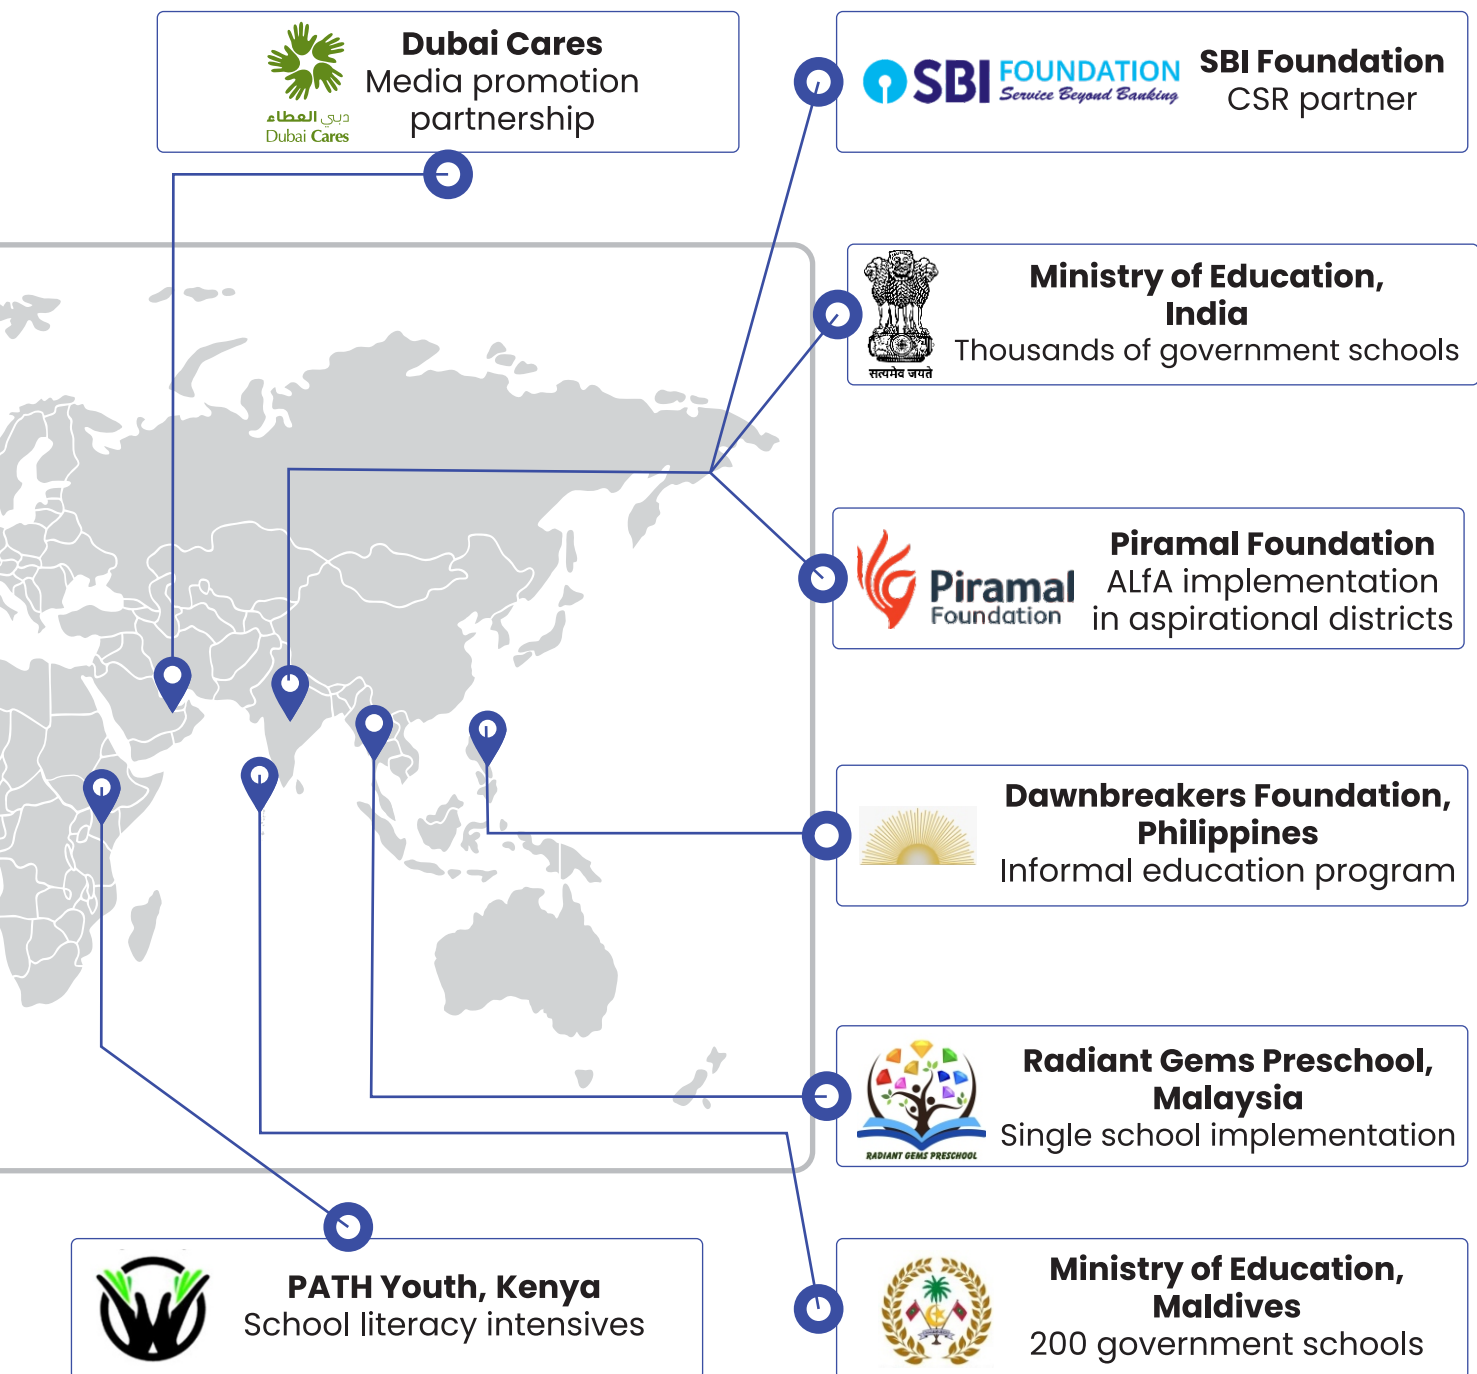 دبي العطاء
Dubai Cares
Dubai Cares
Media promotion
partnership
SBI FOUNDATION
Service Beyond Banking
SBI Foundation
CSR partner
सत्यमेव जयते
Ministry of Education,
India
Thousands of government schools
Piramal
Foundation
Piramal Foundation
ALfA implementation
in aspirational districts
Dawnbreakers Foundation,
Philippines
Informal education program
RADIANT GEMS PRESCHOOL
Radiant Gems Preschool,
Malaysia
Single school implementation
PATH Youth, Kenya
School literacy intensives
Ministry of Education,
Maldives
200 government schools